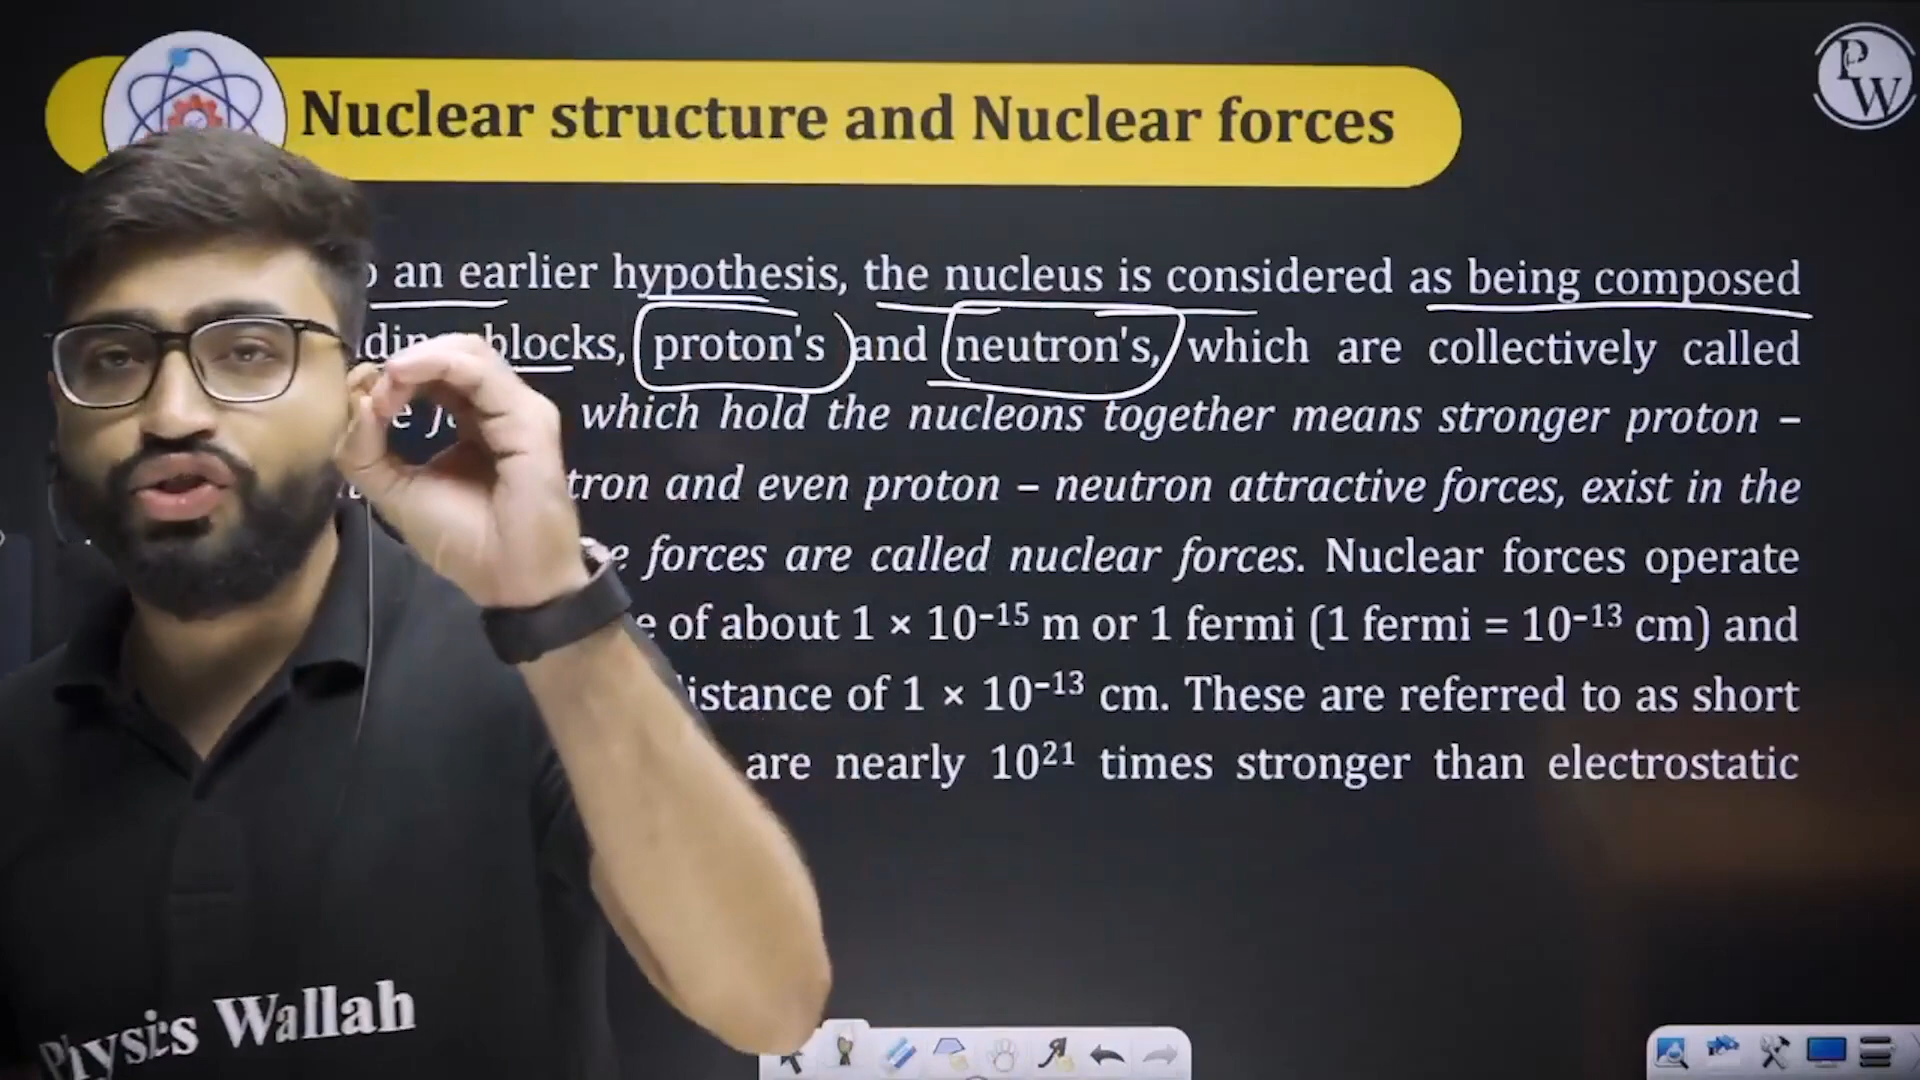 PW
Nuclear structure and Nuclear forces
an earlier hypothesis, the nucleus is considered as being composed
blocks, proton's and neutron's, which are collectively called
which hold the nucleons together means stronger proton –
and even proton – neutron attractive forces, exist in the
forces are called nuclear forces. Nuclear forces operate
of about 1 × 10⁻¹⁵ m or 1 fermi (1 fermi = 10⁻¹³ cm) and
of 1 × 10⁻¹³ cm. These are referred to as short
are nearly 10²¹ times stronger than electrostatic
Physics Wallah